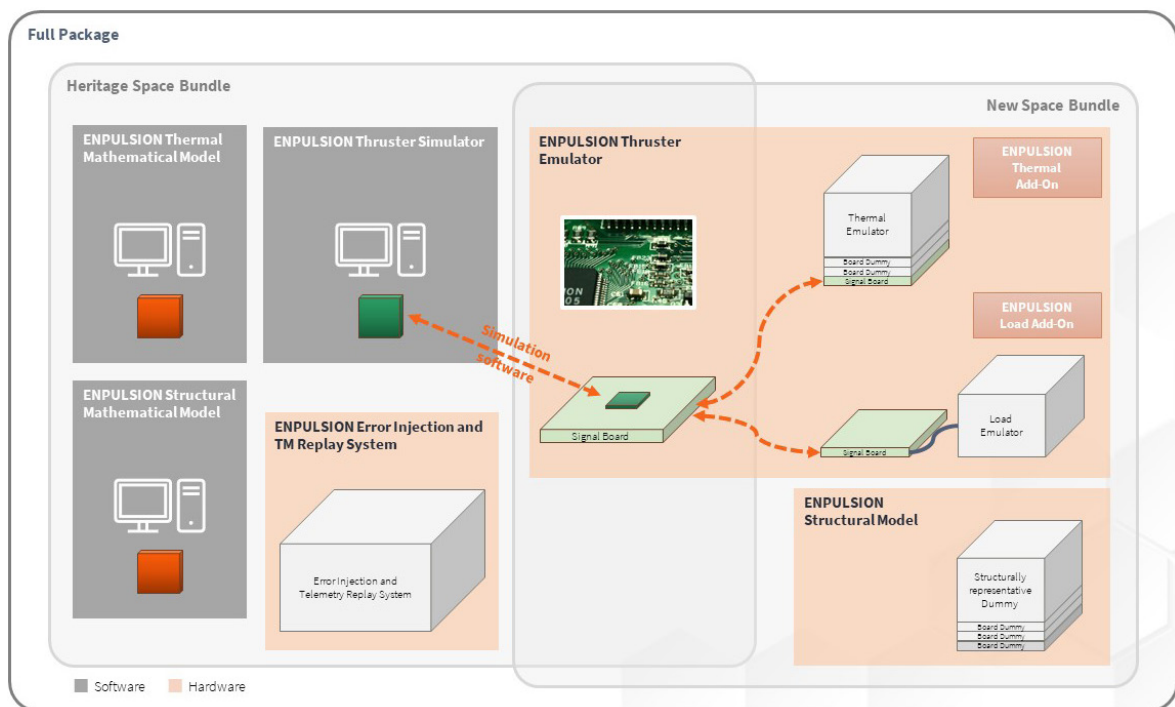 Full Package
Heritage Space Bundle
New Space Bundle
ENPULSION Thermal
Mathematical Model
ENPULSION Thruster Simulator
ENPULSION Thruster
Emulator
ENPULSION
Thermal
Add-On
Thermal
Emulator
Board Dummy
Board Dummy
Signal Board
ENPULSION
Load Add-On
Simulation
software
ENPULSION Structural
Mathematical Model
ENPULSION Error Injection and
TM Replay System
Signal Board
Signal Board
Load
Emulator
ENPULSION
Structural Model
Error Injection and
Telemetry Replay System
Structurally
representative
Dummy
Board Dummy
Board Dummy
Board Dummy
Software
Hardware